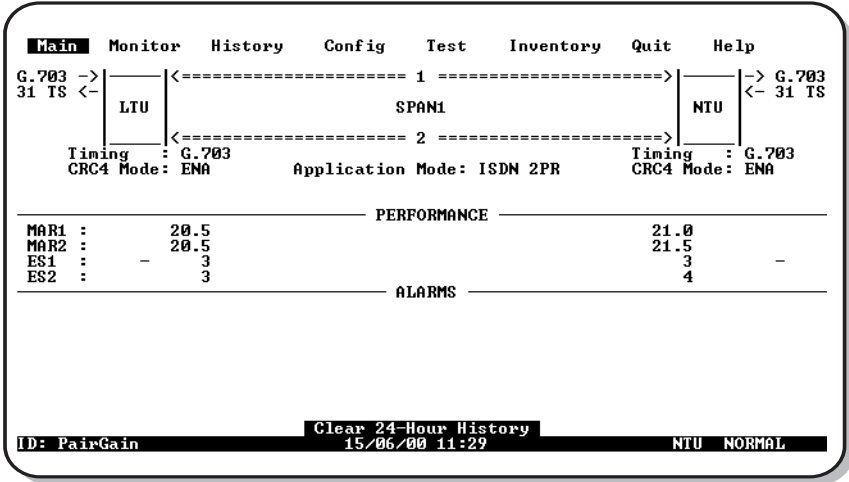 Main Monitor History Config Test Inventory Quit Help
G.703 -> <======================= 1 =======================> -> G.703
31 TS <- LTU SPAN1 NTU <- 31 TS
<======================= 2 =======================>
Timing : G.703 Timing : G.703
CRC4 Mode: ENA Application Mode: ISDN 2PR CRC4 Mode: ENA
PERFORMANCE
MAR1 : 20.5 21.0
MAR2 : 20.5 21.5
ES1 : - 3 3 -
ES2 : 3 4
ALARMS
Clear 24-Hour History
ID: PairGain 15/06/00 11:29 NTU NORMAL